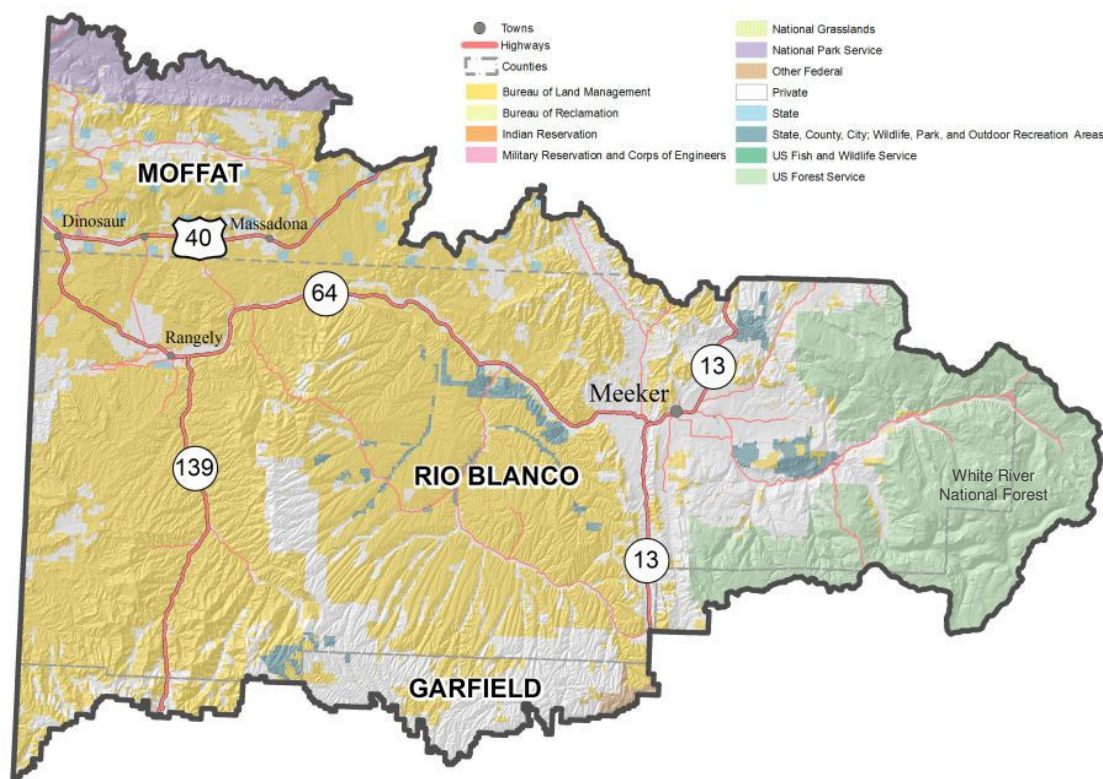 Towns
Highways
Counties
Bureau of Land Management
Bureau of Reclamation
Indian Reservation
Military Reservation and Corps of Engineers
National Grasslands
National Park Service
Other Federal
Private
State
State, County, City; Wildlife, Park, and Outdoor Recreation Areas
US Fish and Wildlife Service
US Forest Service
MOFFAT
Dinosaur
Massadona
40
64
Rangely
13
Meeker
139
RIO BLANCO
White River
National Forest
13
GARFIELD